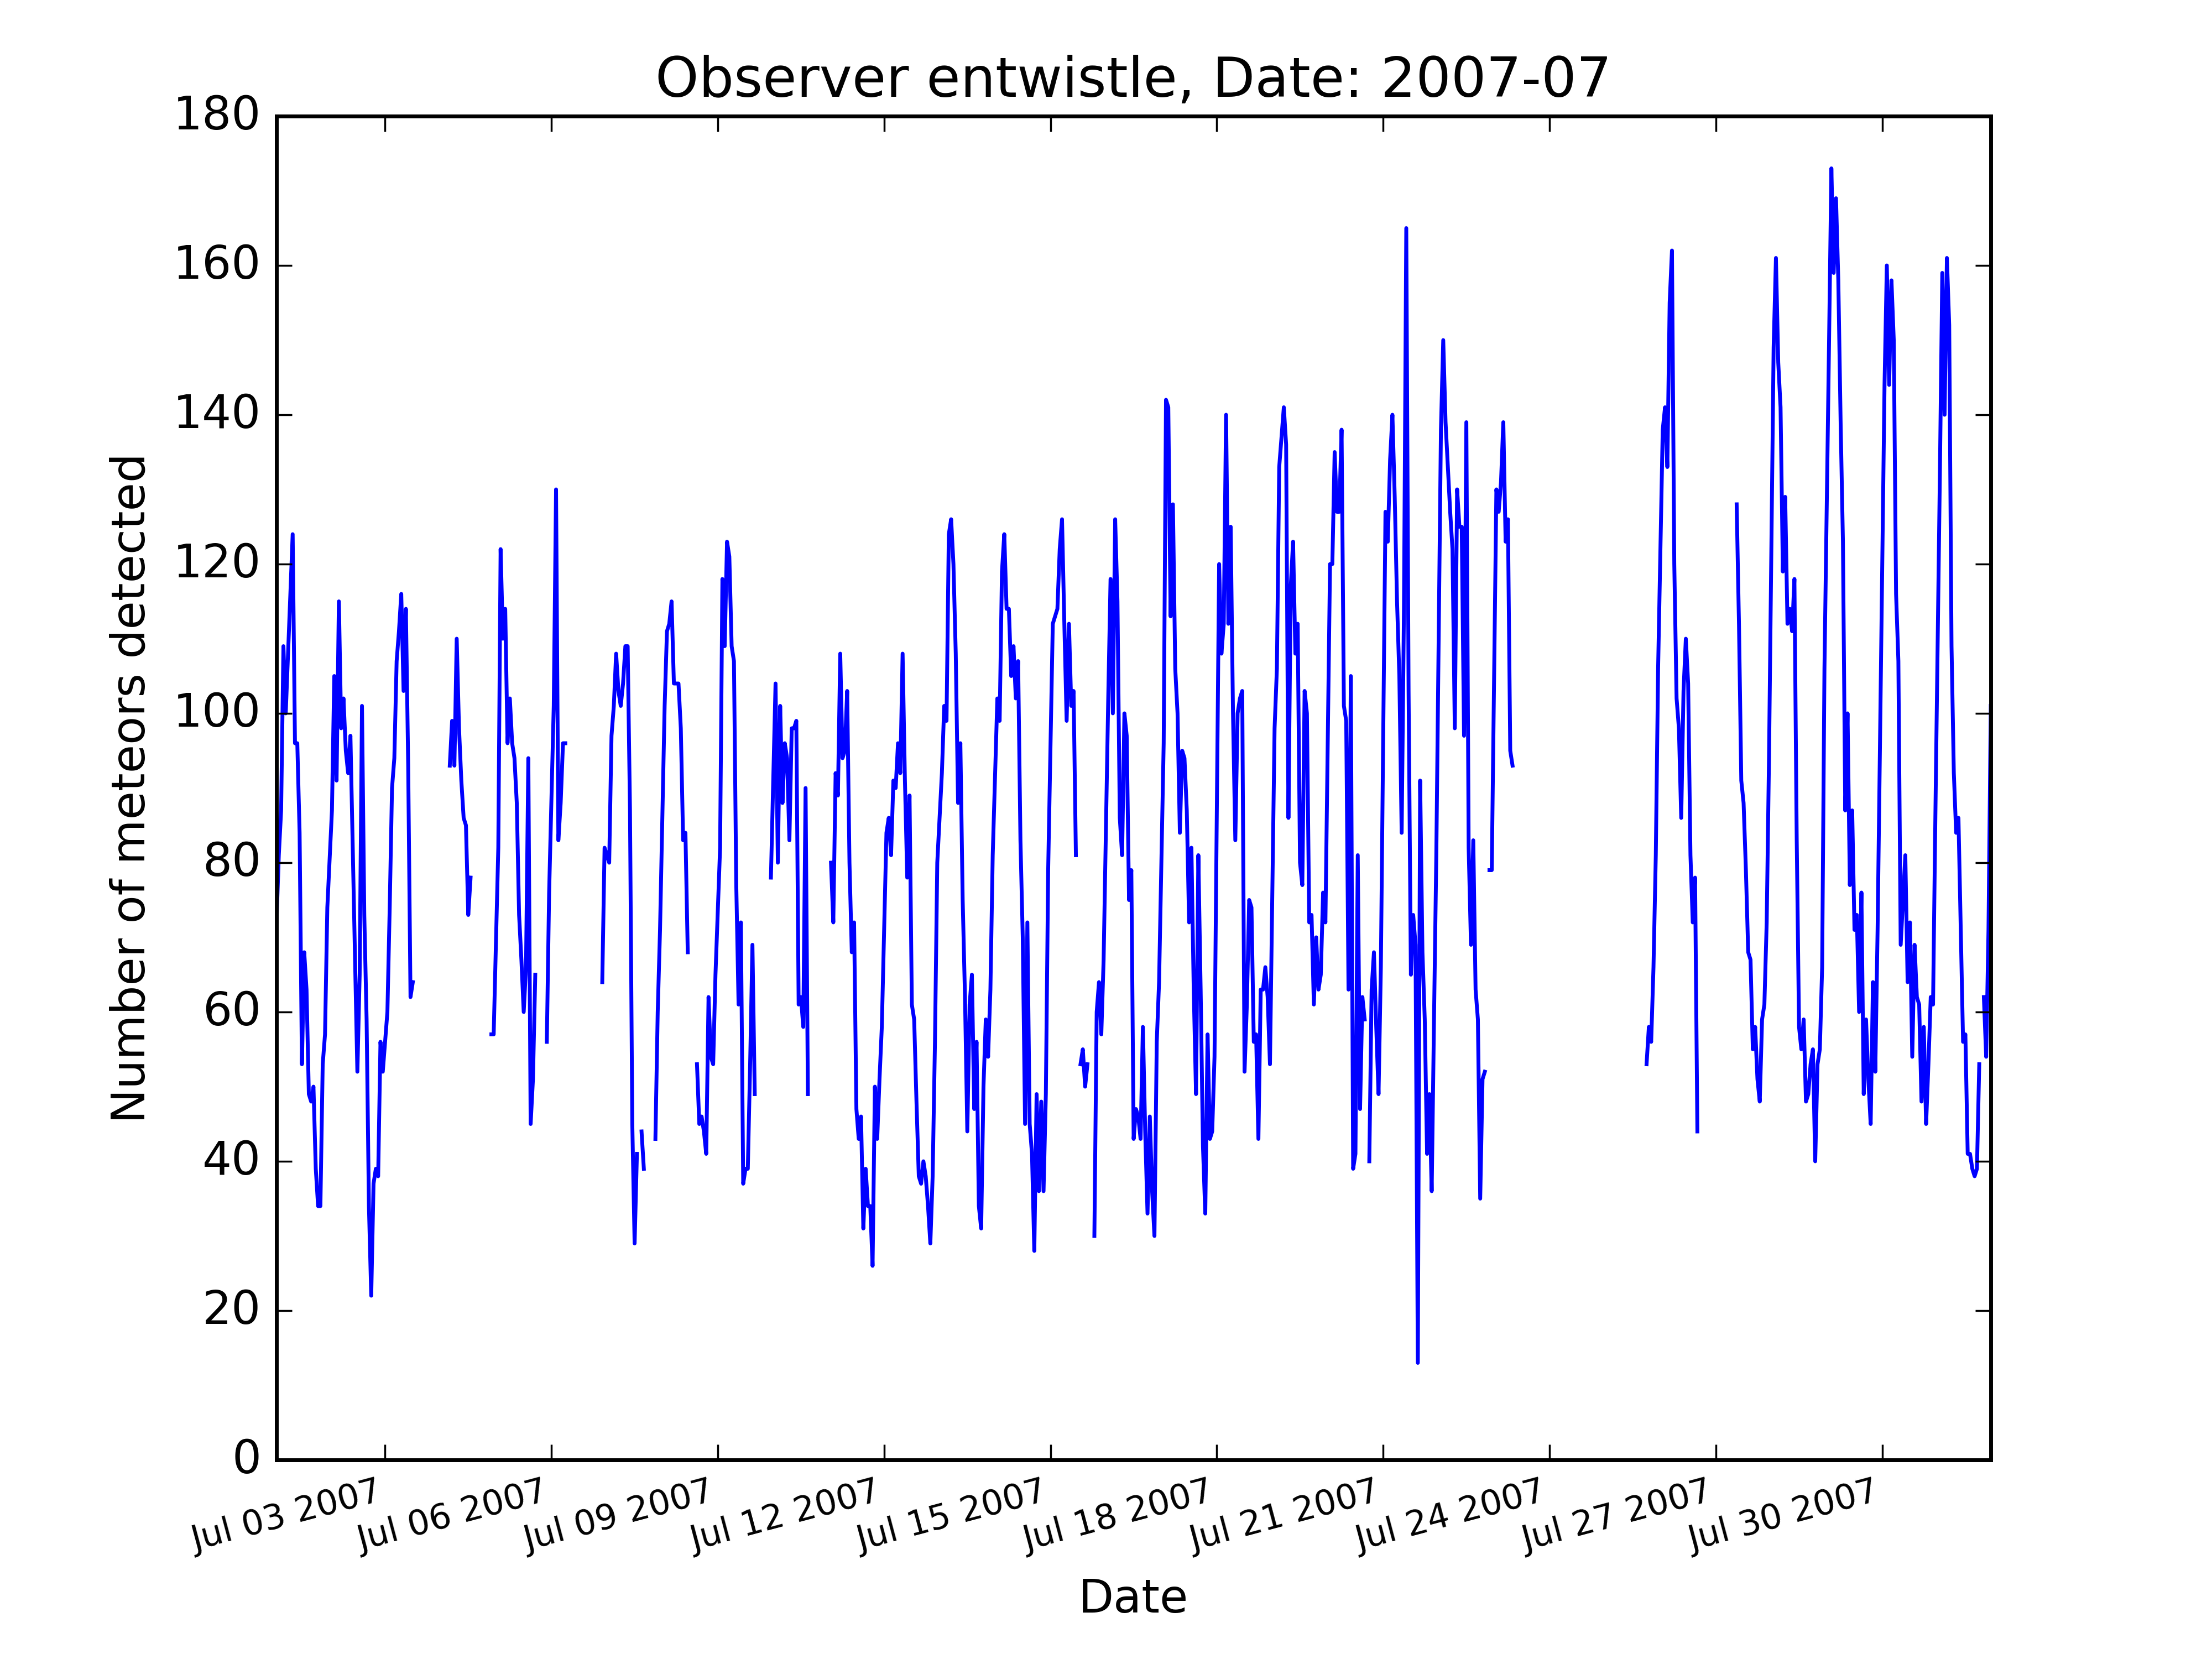 Observer entwistle, Date: 2007-07
180
160
140
120
100
80
60
40
20
0
Number of meteors detected
Jul 03 2007
Jul 06 2007
Jul 09 2007
Jul 12 2007
Jul 15 2007
Jul 18 2007
Jul 21 2007
Jul 24 2007
Jul 27 2007
Jul 30 2007
Date